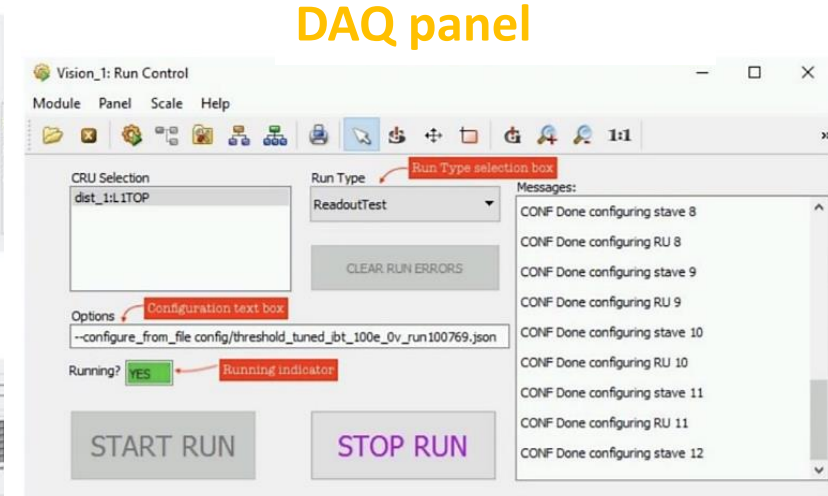 DAQ panel
Vision_1: Run Control
Module Panel Scale Help
1:1
»
CRU Selection
dist_1:L1TOP
Run Type
Run Type selection box
ReadoutTest
CLEAR RUN ERRORS
Options
Configuration text box
--configure_from_file config/threshold_tuned_ibt_100e_0v_run100769.json
Running?
YES
Running indicator
START RUN
STOP RUN
Messages:
CONF Done configuring stave 8
CONF Done configuring RU 8
CONF Done configuring stave 9
CONF Done configuring RU 9
CONF Done configuring stave 10
CONF Done configuring RU 10
CONF Done configuring stave 11
CONF Done configuring RU 11
CONF Done configuring stave 12